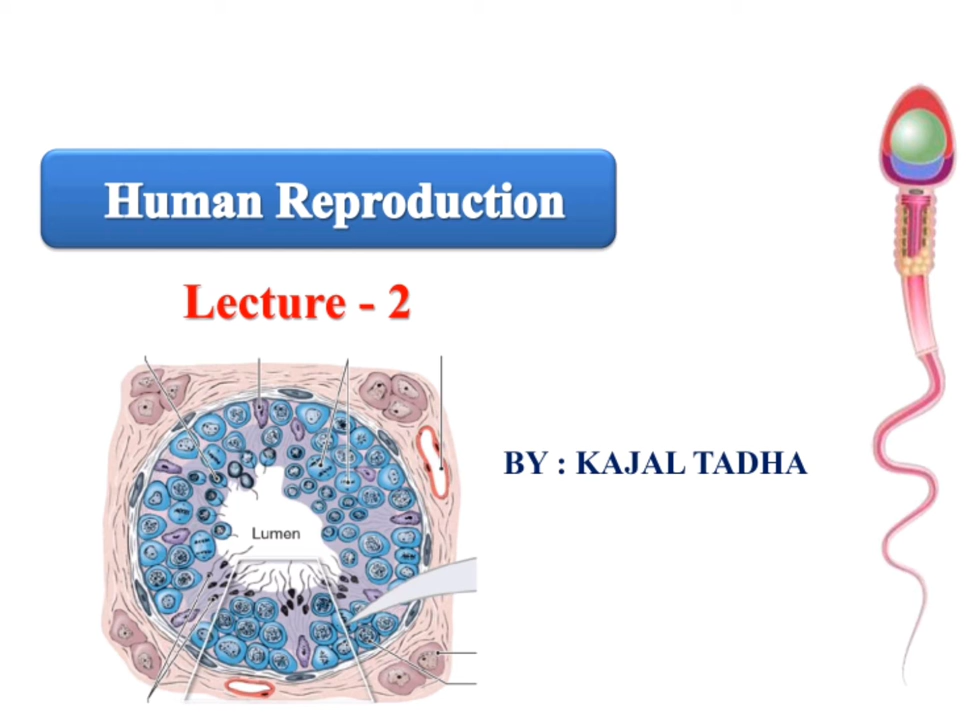 Human Reproduction
Lecture - 2
BY : KAJAL TADHA
Lumen